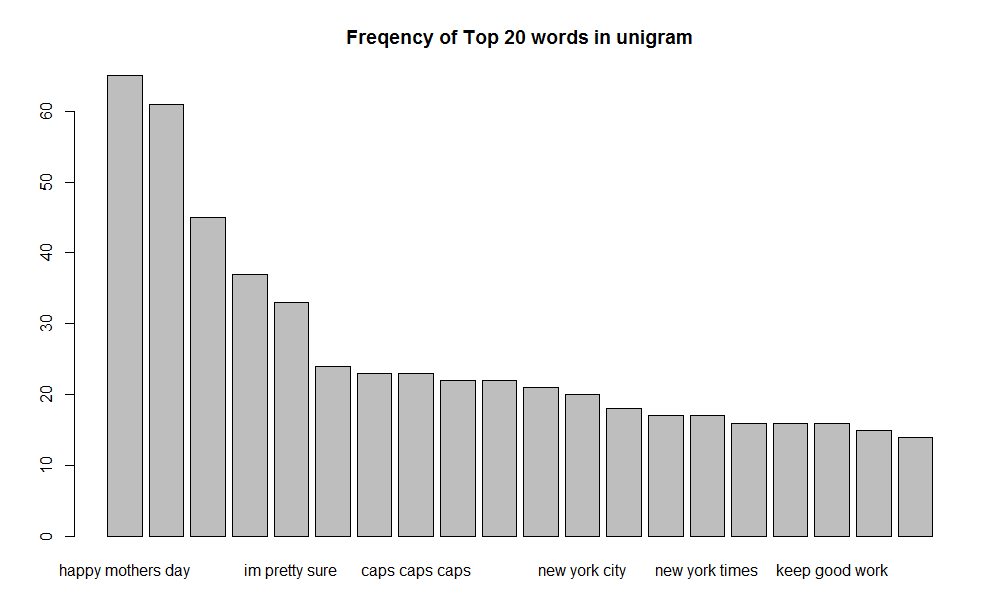 Freqency of Top 20 words in unigram
60
50
40
30
20
10
0
happy mothers day
im pretty sure
caps caps caps
new york city
new york times
keep good work